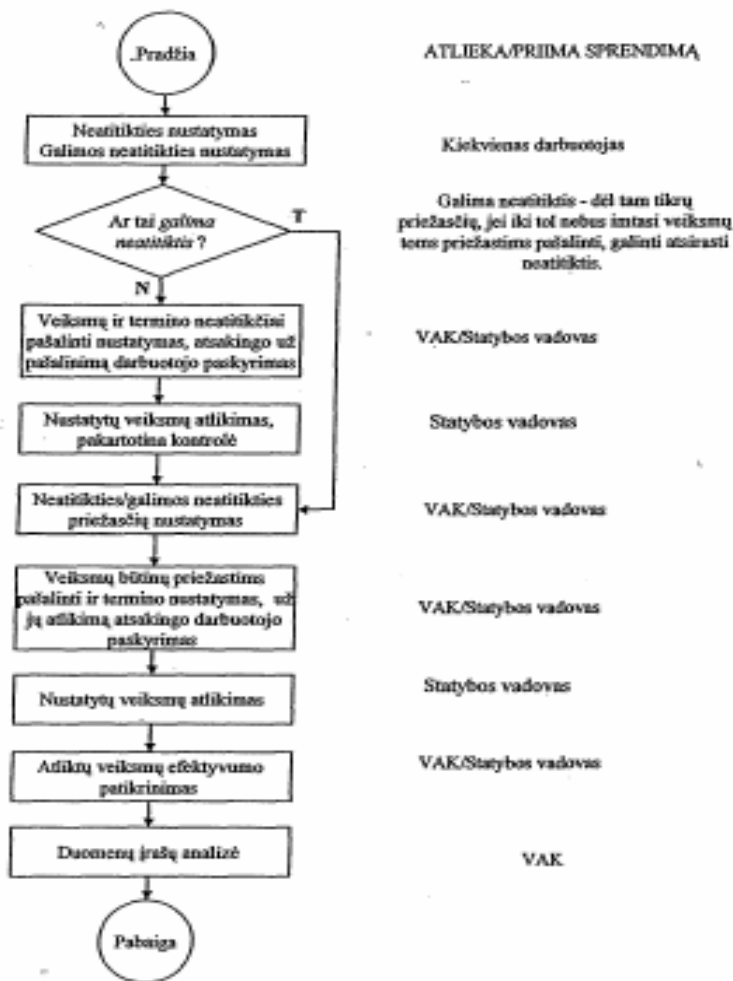 Pradžia
ATLIEKA/PRIIMA SPRENDIMĄ
Neatitikties nustatymas
Galimos neatitikties nustatymas
Kiekvienas darbuotojas
Ar tai galima
neatitiktis ?
T
Galima neatitiktis - dėl tam tikrų
priežasčių, jei iki tol nebus imtasi veiksmų
toms priežastims pašalinti, galinti atsirasti
neatitiktis.
N
Veiksmų ir termino neatitikčiai
pašalinti nustatymas, atsakingo už
pašalinimą darbuotojo paskyrimas
VAK/Statybos vadovas
Nustatytų veiksmų atlikimas,
pakartotina kontrolė
Statybos vadovas
Neatitikties/galimos neatitikties
priežasčių nustatymas
VAK/Statybos vadovas
Veiksmų būtinų priežastims
pašalinti ir termino nustatymas, už
jų atlikimą atsakingo darbuotojo
paskyrimas
VAK/Statybos vadovas
Nustatytų veiksmų atlikimas
Statybos vadovas
Atliktų veiksmų efektyvumo
patikrinimas
VAK/Statybos vadovas
Duomenų įrašų analizė
VAK
Pabaiga